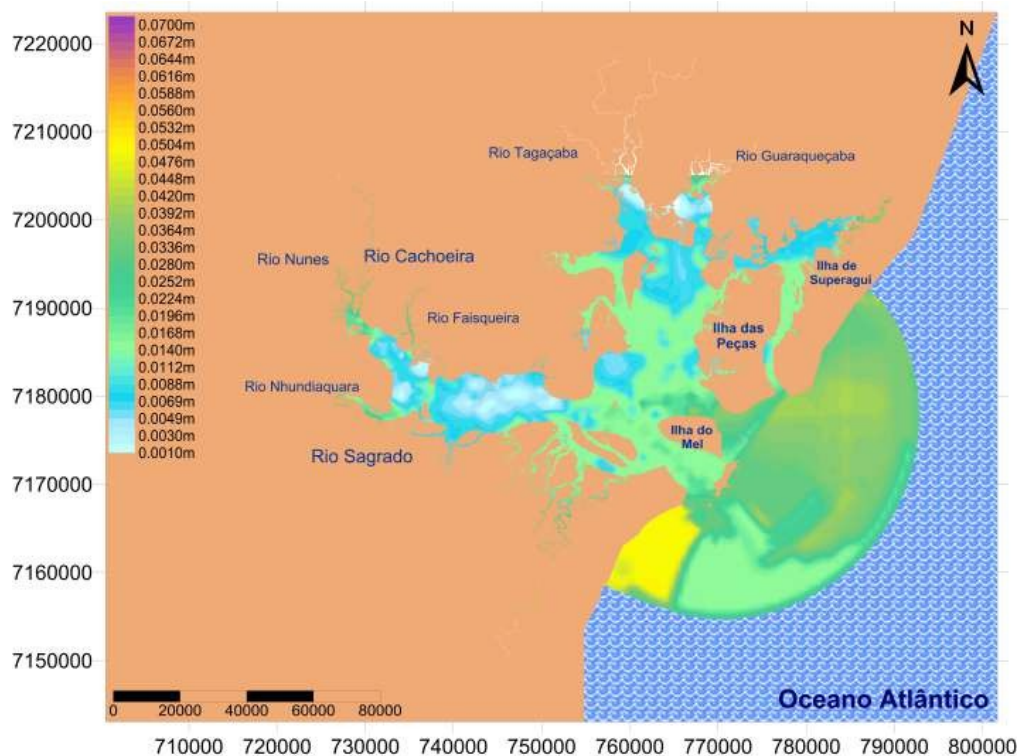 7220000
7210000
7200000
7190000
7180000
7170000
7160000
7150000
0.0700m
0.0672m
0.0644m
0.0616m
0.0588m
0.0560m
0.0532m
0.0504m
0.0476m
0.0448m
0.0420m
0.0392m
0.0364m
0.0336m
0.0280m
0.0252m
0.0224m
0.0196m
0.0168m
0.0140m
0.0112m
0.0088m
0.0069m
0.0049m
0.0030m
0.0010m
N
Rio Tagaçaba
Rio Guaraqueçaba
Rio Nunes
Rio Cachoeira
Ilha de
Superagui
Rio Faisqueira
Ilha das
Peças
Rio Nhundiaquara
Ilha do
Mel
Rio Sagrado
Oceano Atlântico
0 20000 40000 60000 80000
710000 720000 730000 740000 750000 760000 770000 780000 790000 800000